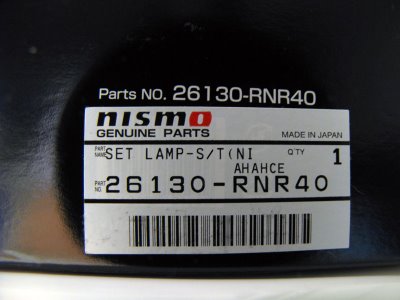 Parts NO. 26130-RNR40
nismo
GENUINE PARTS
MADE IN JAPAN
PART NAME SET LAMP-S/T(NI Q'TY 1
AHAHCE
PART NO. 26130-RNR40